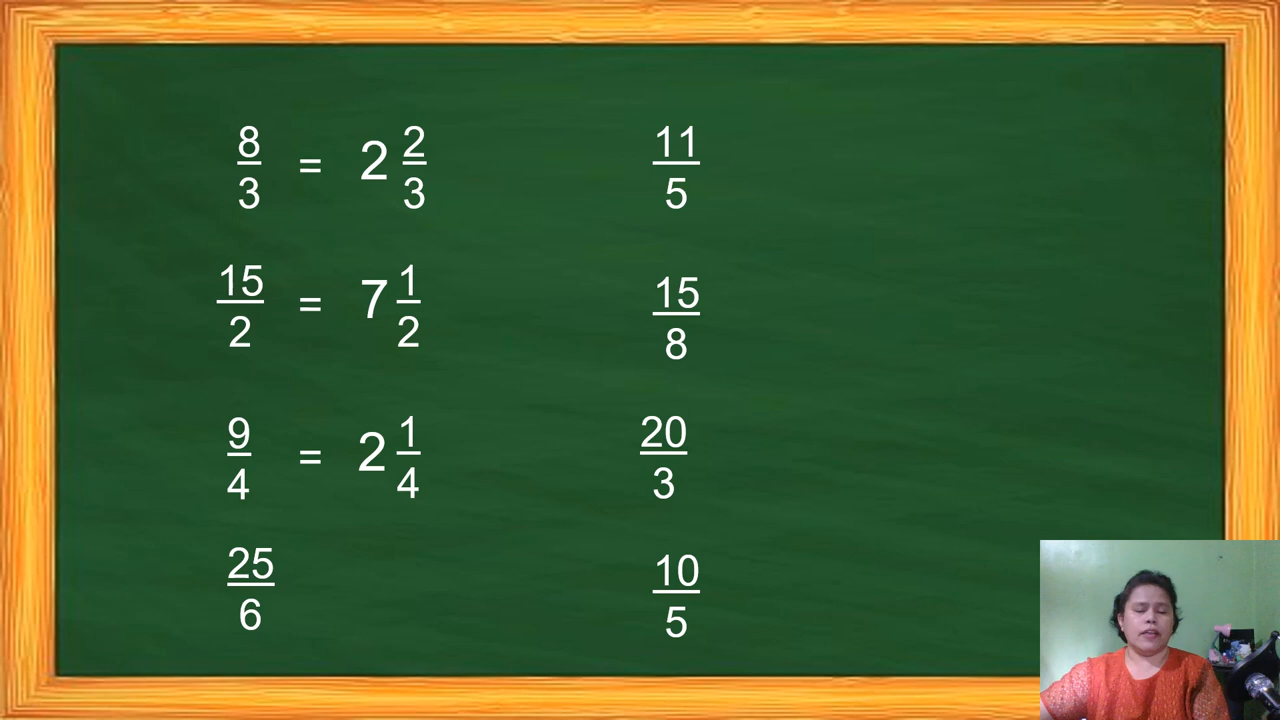 8/3 = 2 2/3
15/2 = 7 1/2
9/4 = 2 1/4
25/6
11/5
15/8
20/3
10/5